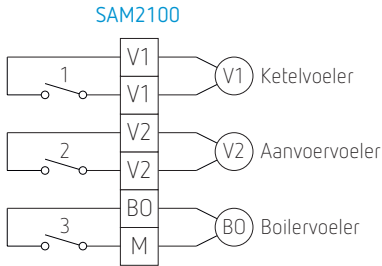 SAM2100
V1
1
V1 Ketelvoeler
V1
V2
2
V2 Aanvoervoeler
V2
BO
3
BO Boilervoeler
M